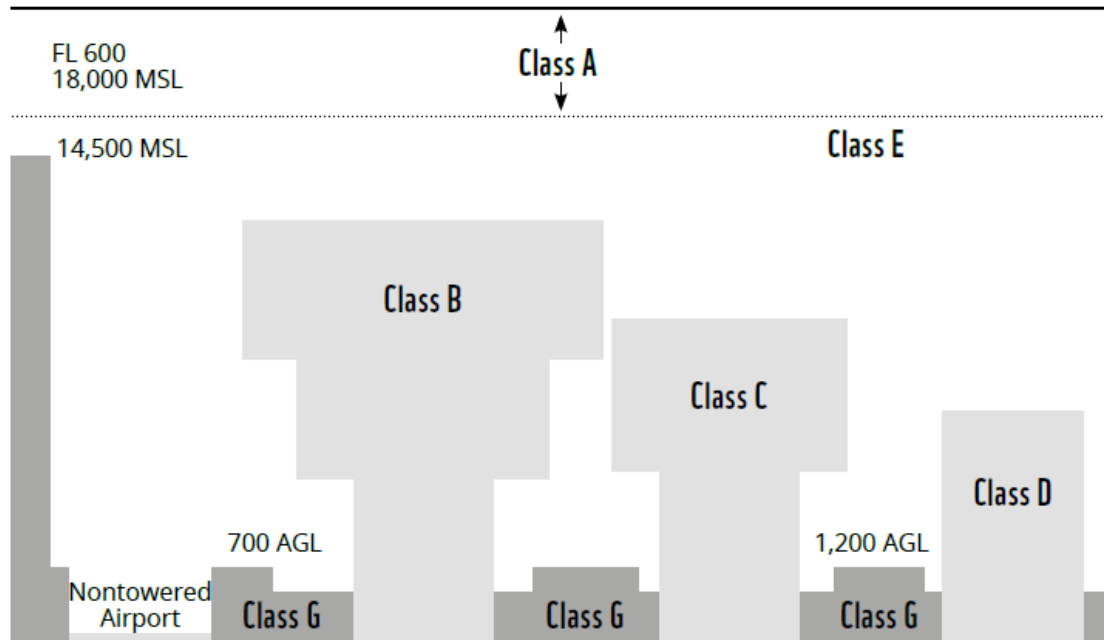 FL 600
18,000 MSL
Class A
14,500 MSL
Class E
Class B
Class C
Class D
700 AGL
1,200 AGL
Nontowered
Airport
Class G
Class G
Class G